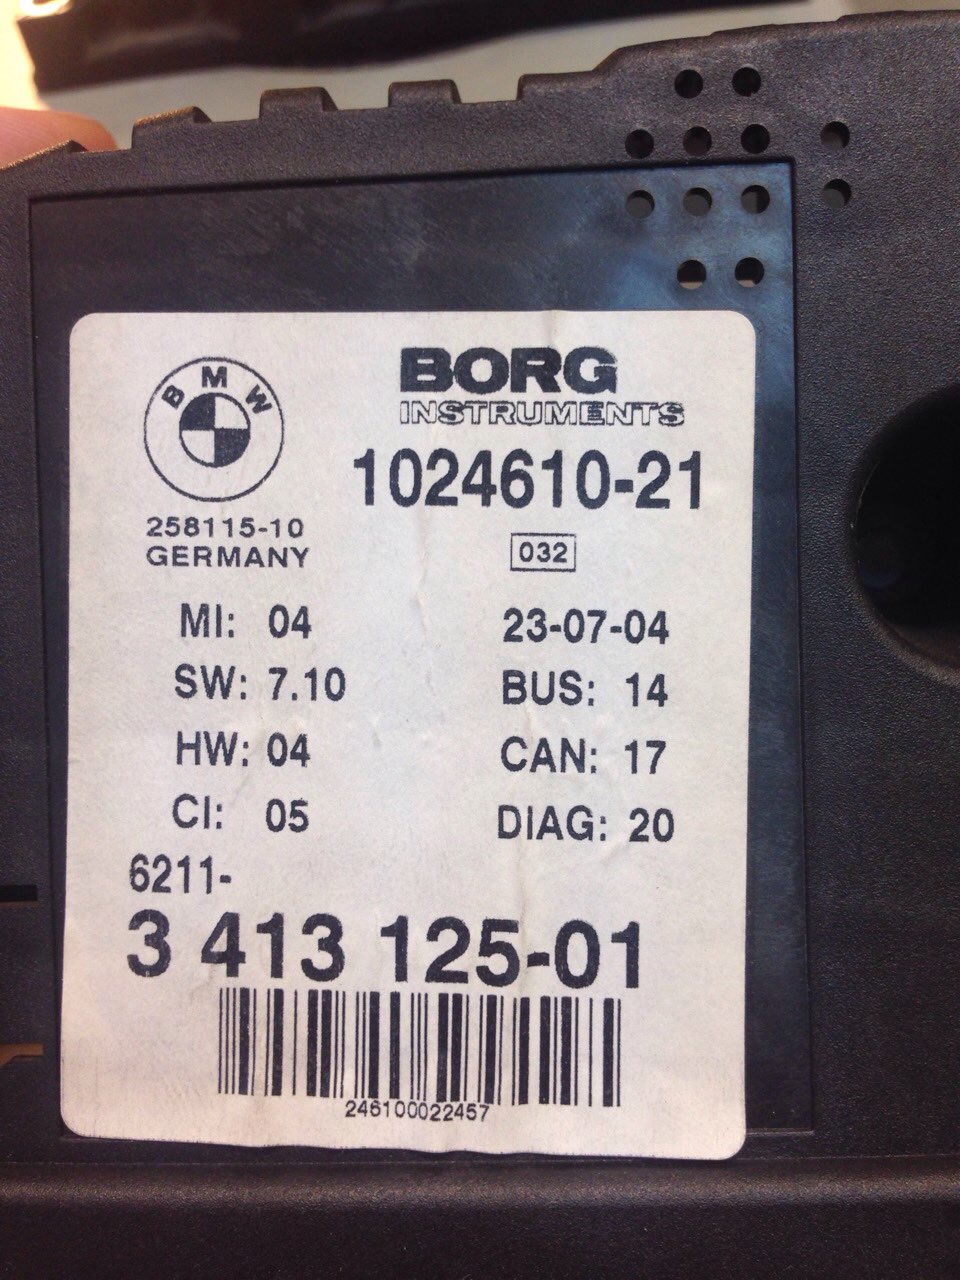 BMW
BORG
INSTRUMENTS
1024610-21
258115-10
GERMANY
032
MI: 04
23-07-04
SW: 7.10
BUS: 14
HW: 04
CAN: 17
CI: 05
DIAG: 20
6211-
3 413 125-01
246100022457